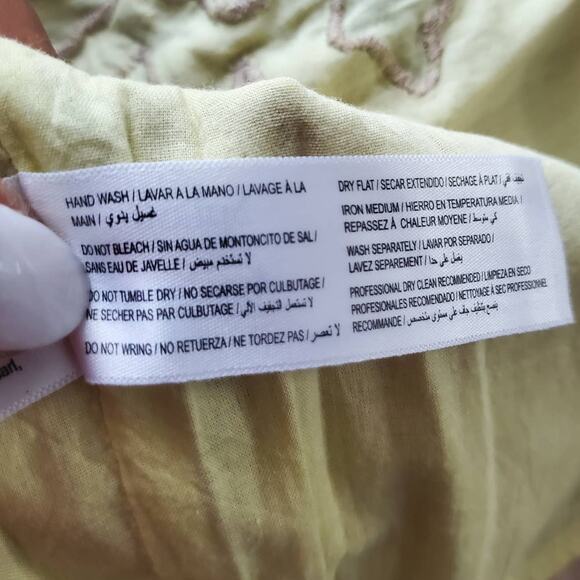 HAND WASH / LAVAR A LA MANO / LAVAGE À LA
MAIN / غسيل يدوي /
DO NOT BLEACH / SIN AGUA DE MONTONCITO DE SAL /
SANS EAU DE JAVELLE / لا تستخدم مبيض /
DO NOT TUMBLE DRY / NO SECARSE POR CULBUTAGE /
NE SECHER PAS PAR CULBUTAGE / لا تستعمل التجفيف الآلي /
DO NOT WRING / NO RETUERZA / NE TORDEZ PAS / لا تعصر /
DRY FLAT / SECAR EXTENDIDO / SECHAGE À PLAT / تجفيف أفقي /
IRON MEDIUM / HIERRO EN TEMPERATURA MEDIA /
REPASSEZ À CHALEUR MOYENE / كي متوسط /
WASH SEPARATELY / LAVAR POR SEPARADO /
LAVEZ SEPAREMENT / يغسل على حدا /
PROFESSIONAL DRY CLEAN RECOMMENDED / LIMPIEZA EN SECO
PROFESIONALES RECOMENDADO / NETTOYAGE À SEC PROFESSIONNEL
RECOMMANDE / ينصح بتنظيف جاف على مستوى متخصص /